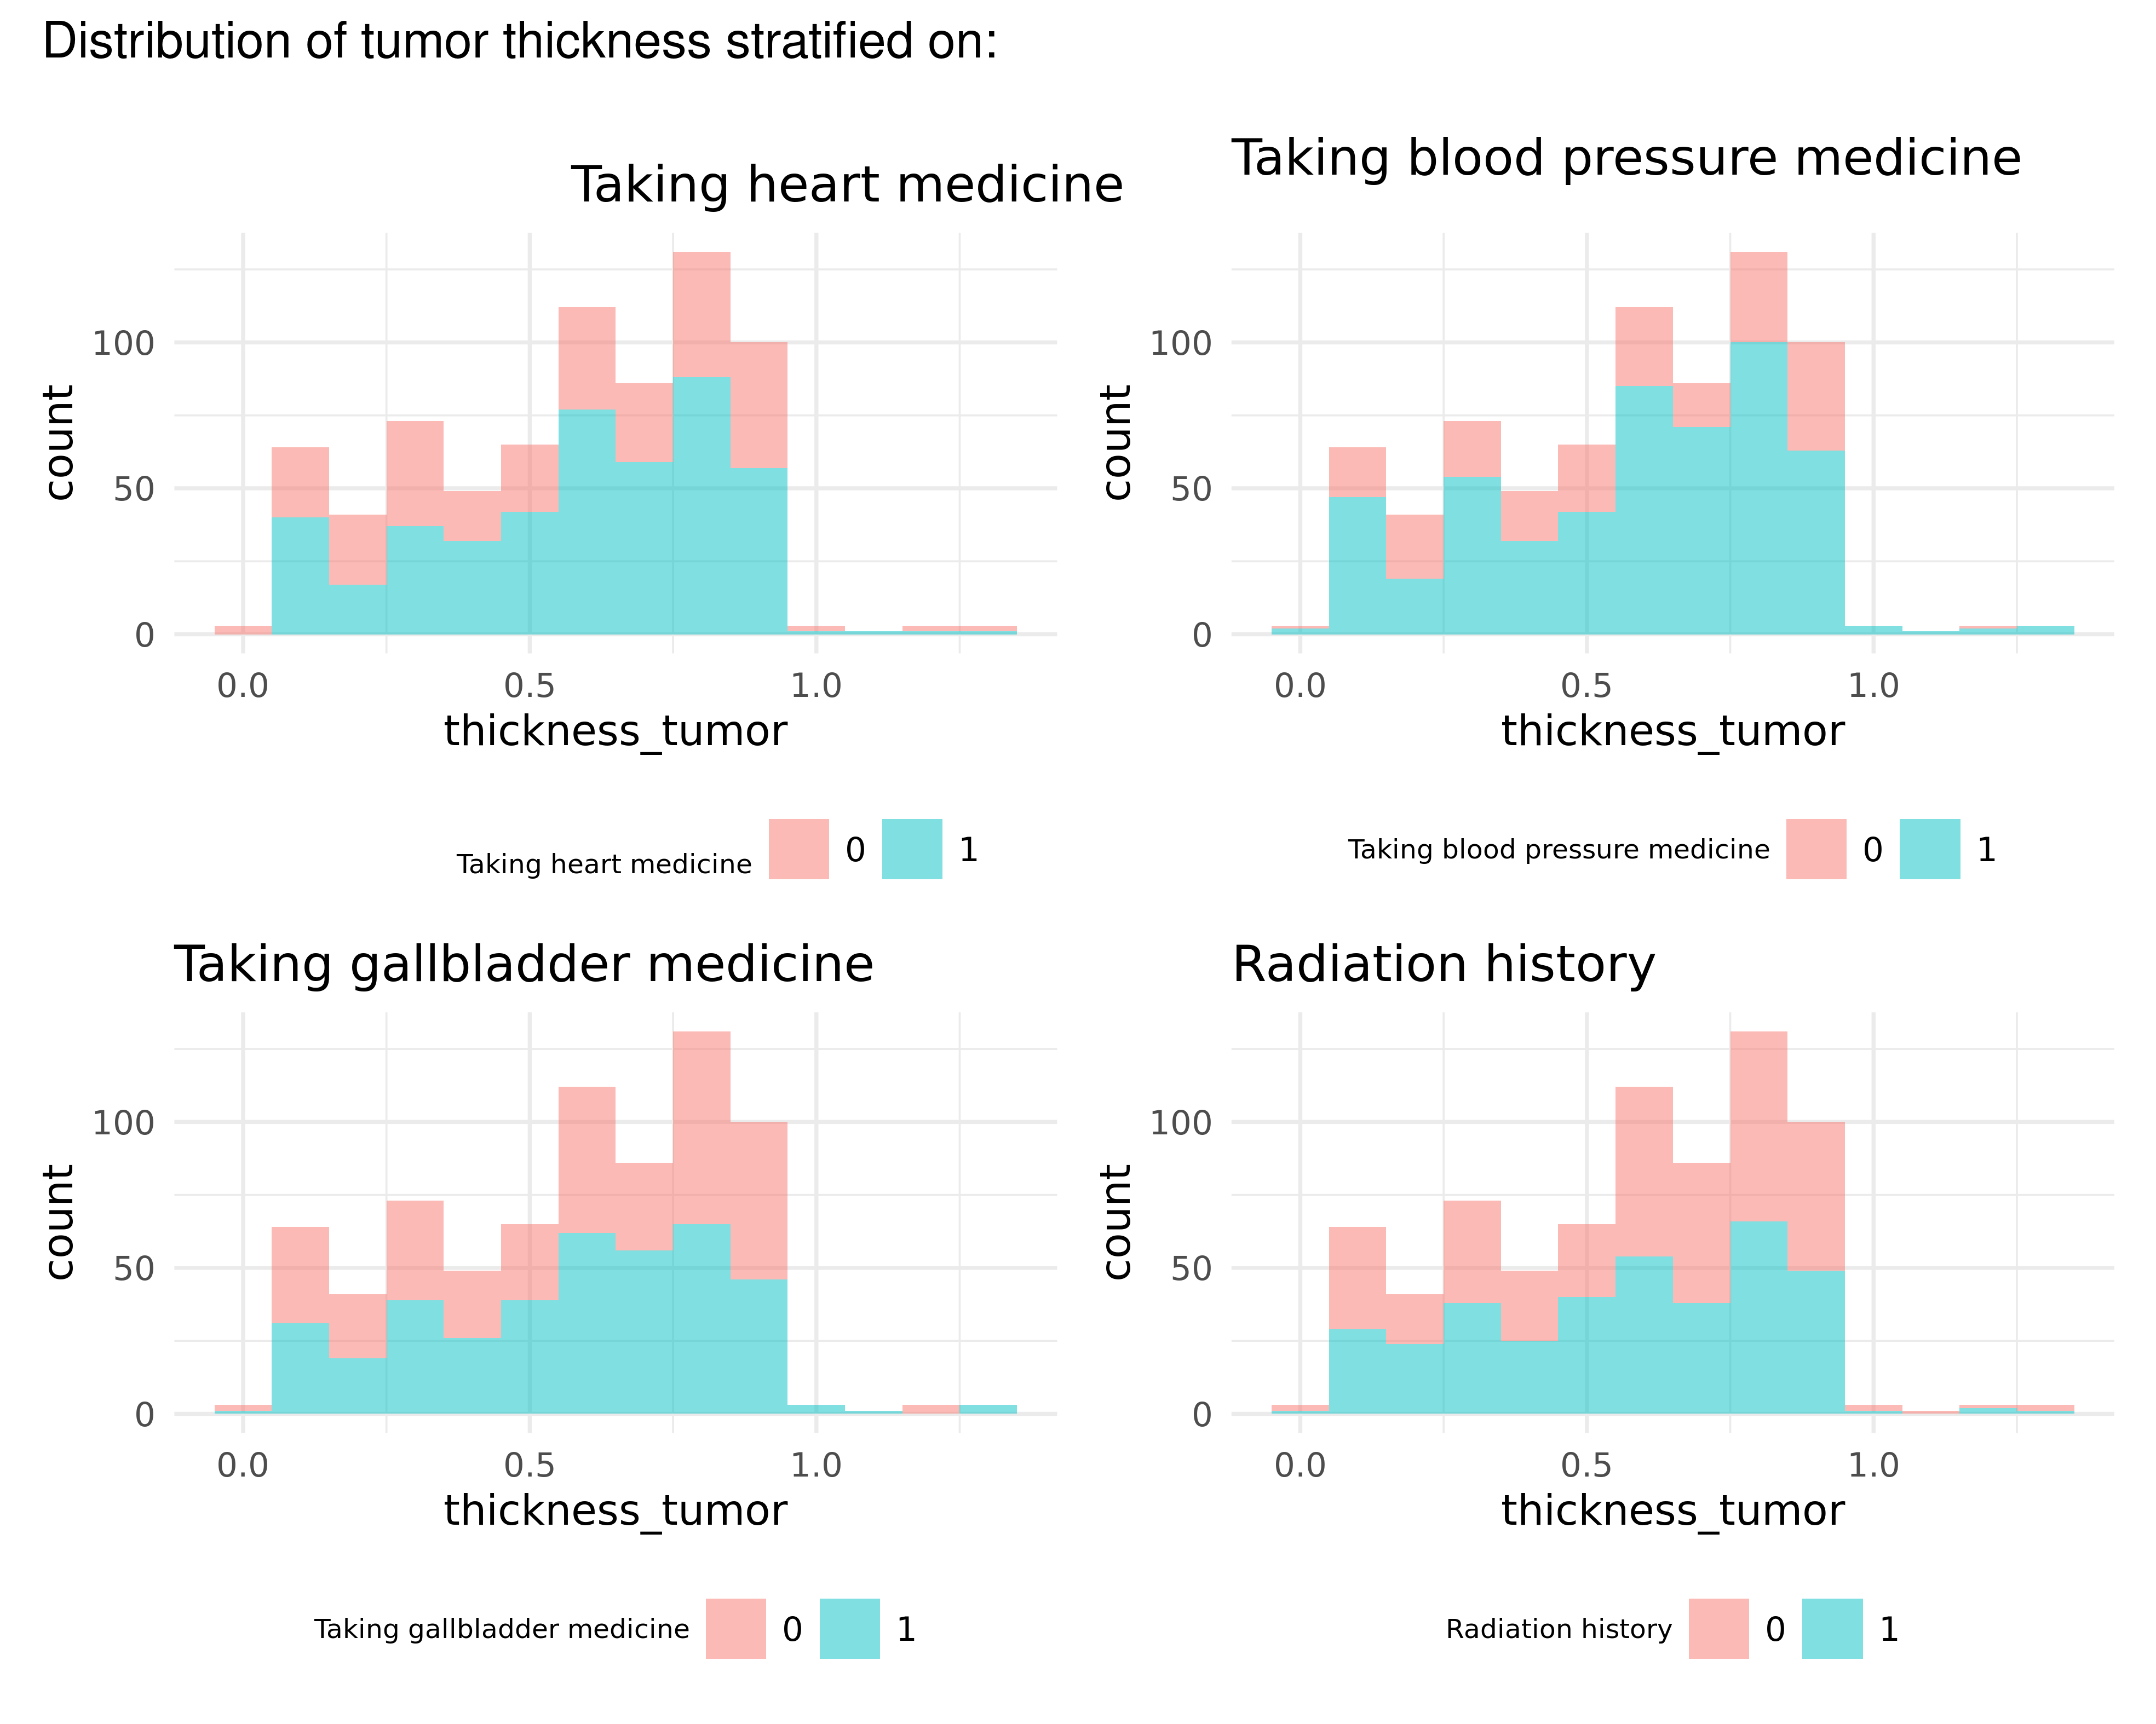 Distribution of tumor thickness stratified on:
Taking heart medicine
count
100
50
0
0.0 0.5 1.0
thickness_tumor
Taking heart medicine 0 1
Taking blood pressure medicine
count
100
50
0
0.0 0.5 1.0
thickness_tumor
Taking blood pressure medicine 0 1
Taking gallbladder medicine
count
100
50
0
0.0 0.5 1.0
thickness_tumor
Taking gallbladder medicine 0 1
Radiation history
count
100
50
0
0.0 0.5 1.0
thickness_tumor
Radiation history 0 1